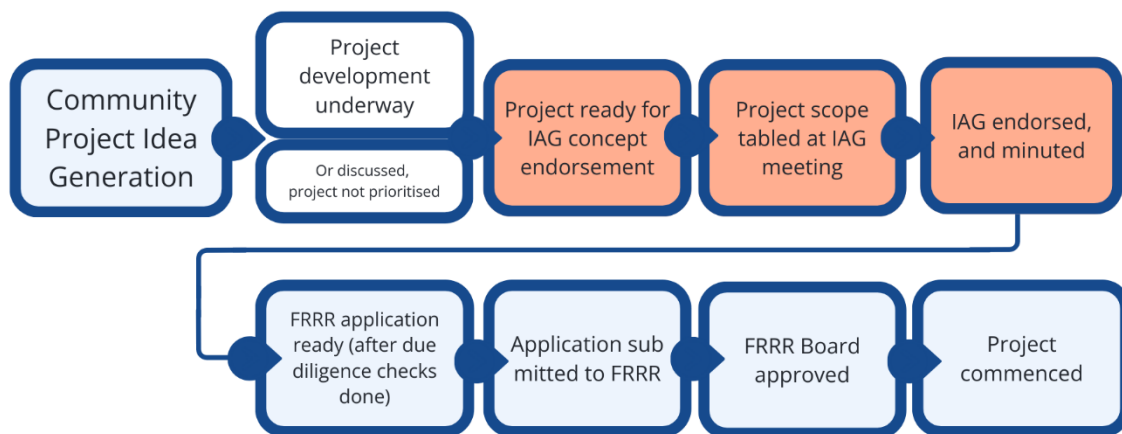 Community
Project Idea
Generation
Project
development
underway
Or discussed,
project not prioritised
Project ready for
IAG concept
endorsement
Project scope
tabled at IAG
meeting
IAG endorsed,
and minuted
FRRR application
ready (after due
diligence checks
done)
Application sub
mitted to FRRR
FRRR Board
approved
Project
commenced